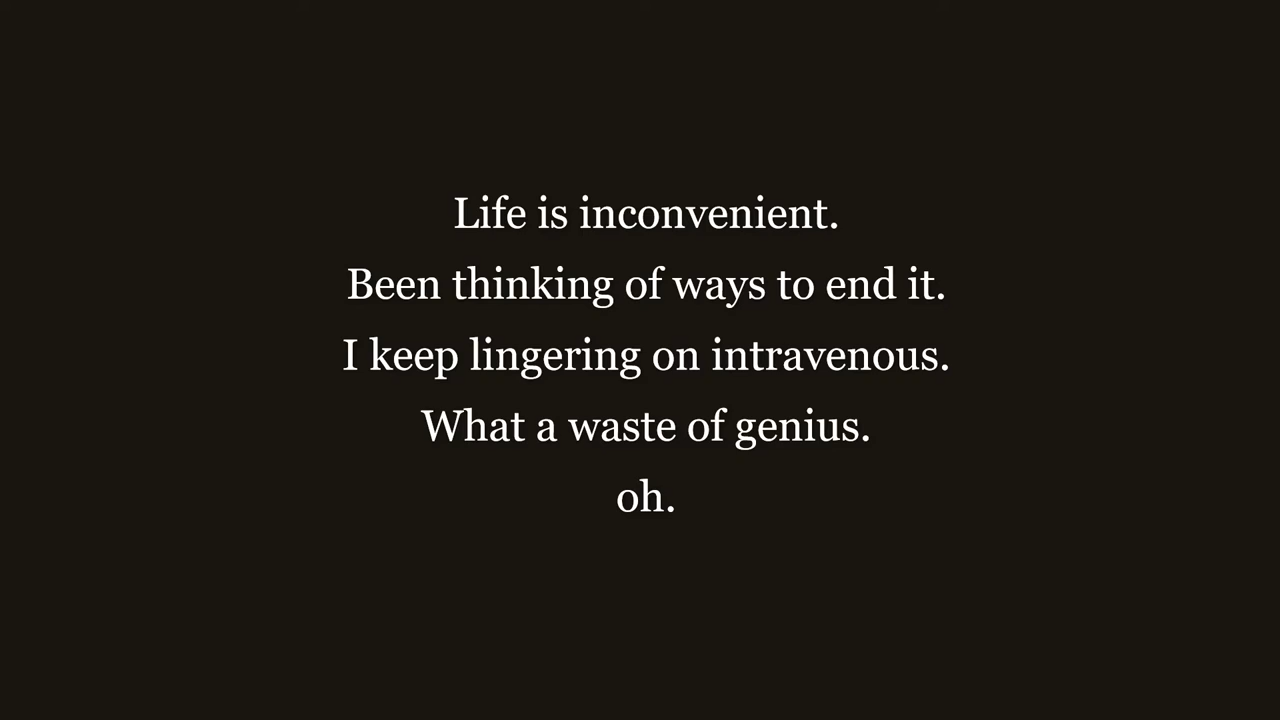 Life is inconvenient.
Been thinking of ways to end it.
I keep lingering on intravenous.
What a waste of genius.
oh.